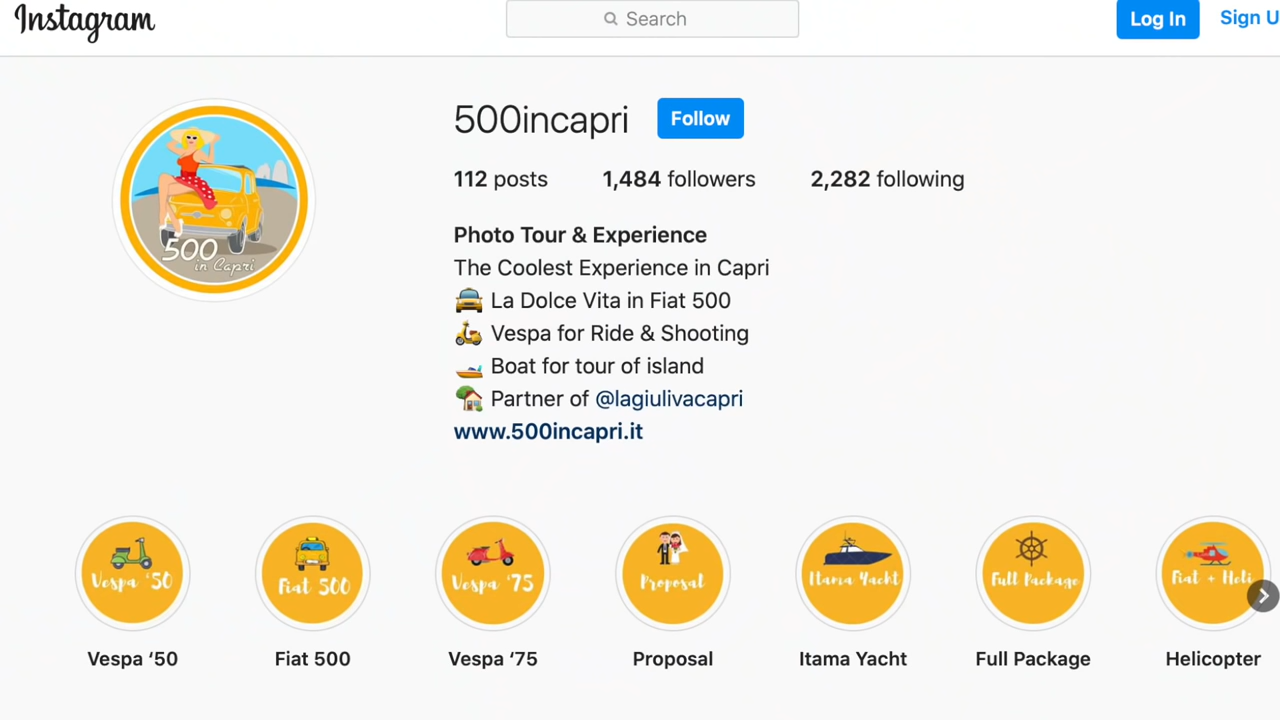 Instagram
Search
Log In
Sign U
500incapri
Follow
112 posts
1,484 followers
2,282 following
Photo Tour & Experience
The Coolest Experience in Capri
La Dolce Vita in Fiat 500
Vespa for Ride & Shooting
Boat for tour of island
Partner of @lagiulivacapri
www.500incapri.it
500
in Capri
Vespa '50
Fiat 500
Vespa '75
Proposal
Itama Yacht
Full Package
Fiat + Heli
Vespa ‘50
Fiat 500
Vespa ‘75
Proposal
Itama Yacht
Full Package
Helicopter